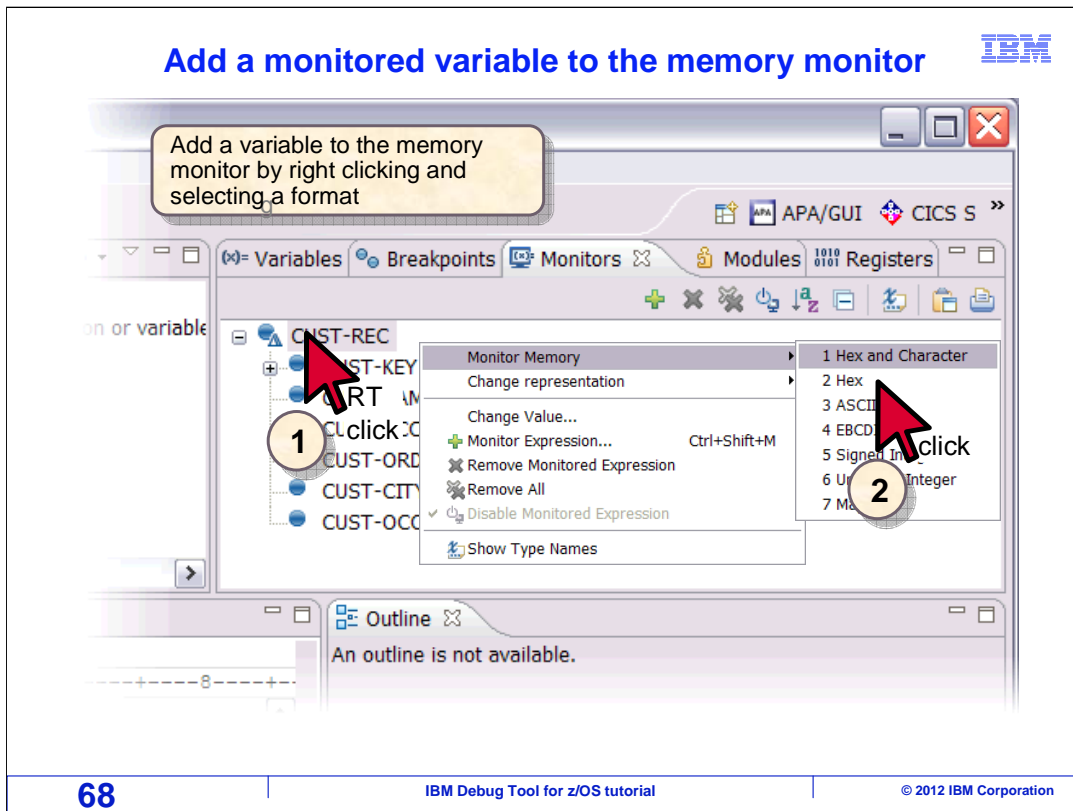 Add a monitored variable to the memory monitor
IBM
Add a variable to the memory
monitor by right clicking and
selecting a format
APA/GUI CICS S »
(x)= Variables Breakpoints Monitors Modules Registers
on or variable
CUST-REC
CUST-KEY
CUST-ORD
CUST-CITY
CUST-OCC
RT
click
1
Monitor Memory
Change representation
Change Value...
Monitor Expression... Ctrl+Shift+M
Remove Monitored Expression
Remove All
Disable Monitored Expression
Show Type Names
1 Hex and Character
2 Hex
3 ASCII
4 EBCDI
5 Signed
6 Integer
7
click
2
Outline
An outline is not available.
----+----8----+--
68
IBM Debug Tool for z/OS tutorial
© 2012 IBM Corporation